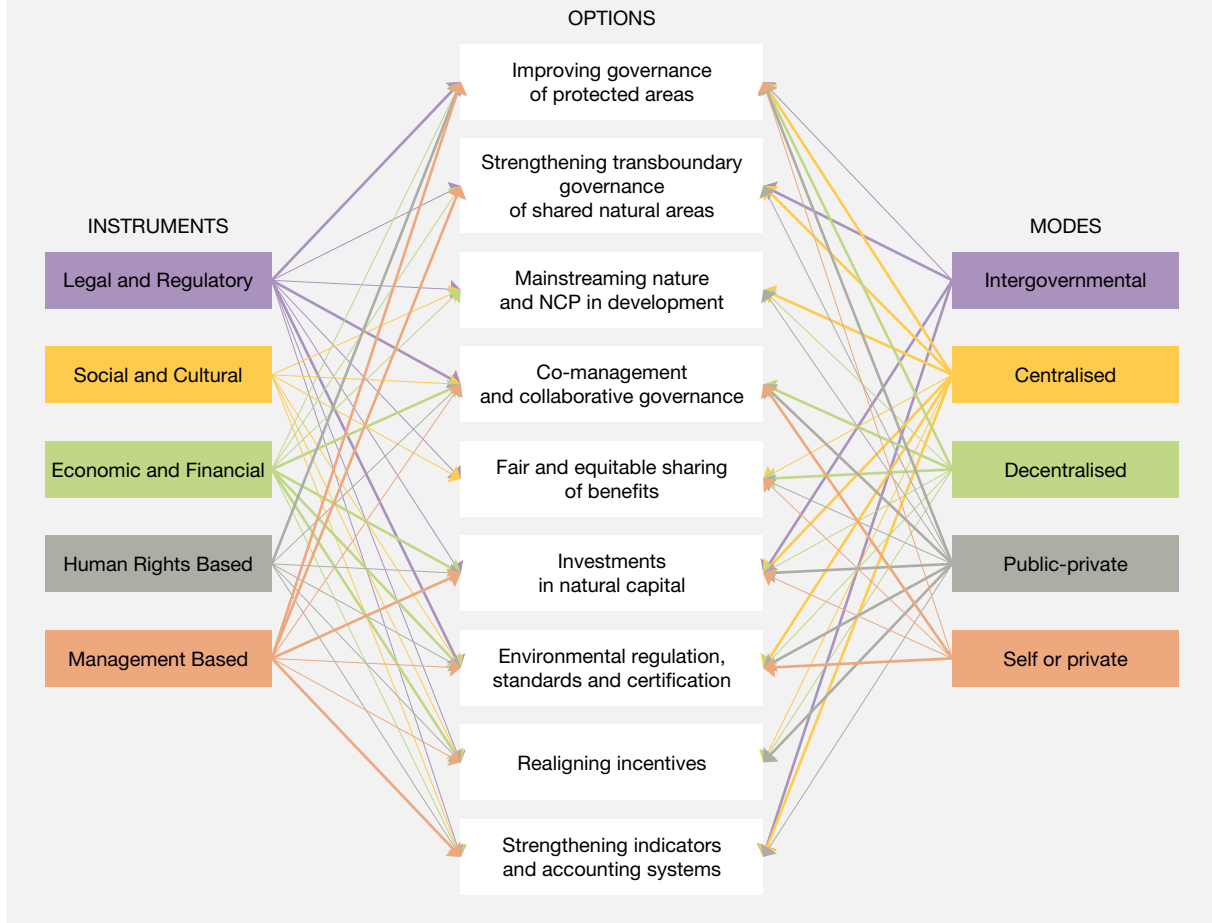 OPTIONS
Improving governance
of protected areas
Strengthening transboundary
governance
of shared natural areas
INSTRUMENTS
MODES
Legal and Regulatory
Mainstreaming nature
and NCP in development
Intergovernmental
Social and Cultural
Co-management
and collaborative governance
Centralised
Economic and Financial
Fair and equitable sharing
of benefits
Decentralised
Human Rights Based
Investments
in natural capital
Public-private
Management Based
Environmental regulation,
standards and certification
Self or private
Realigning incentives
Strengthening indicators
and accounting systems